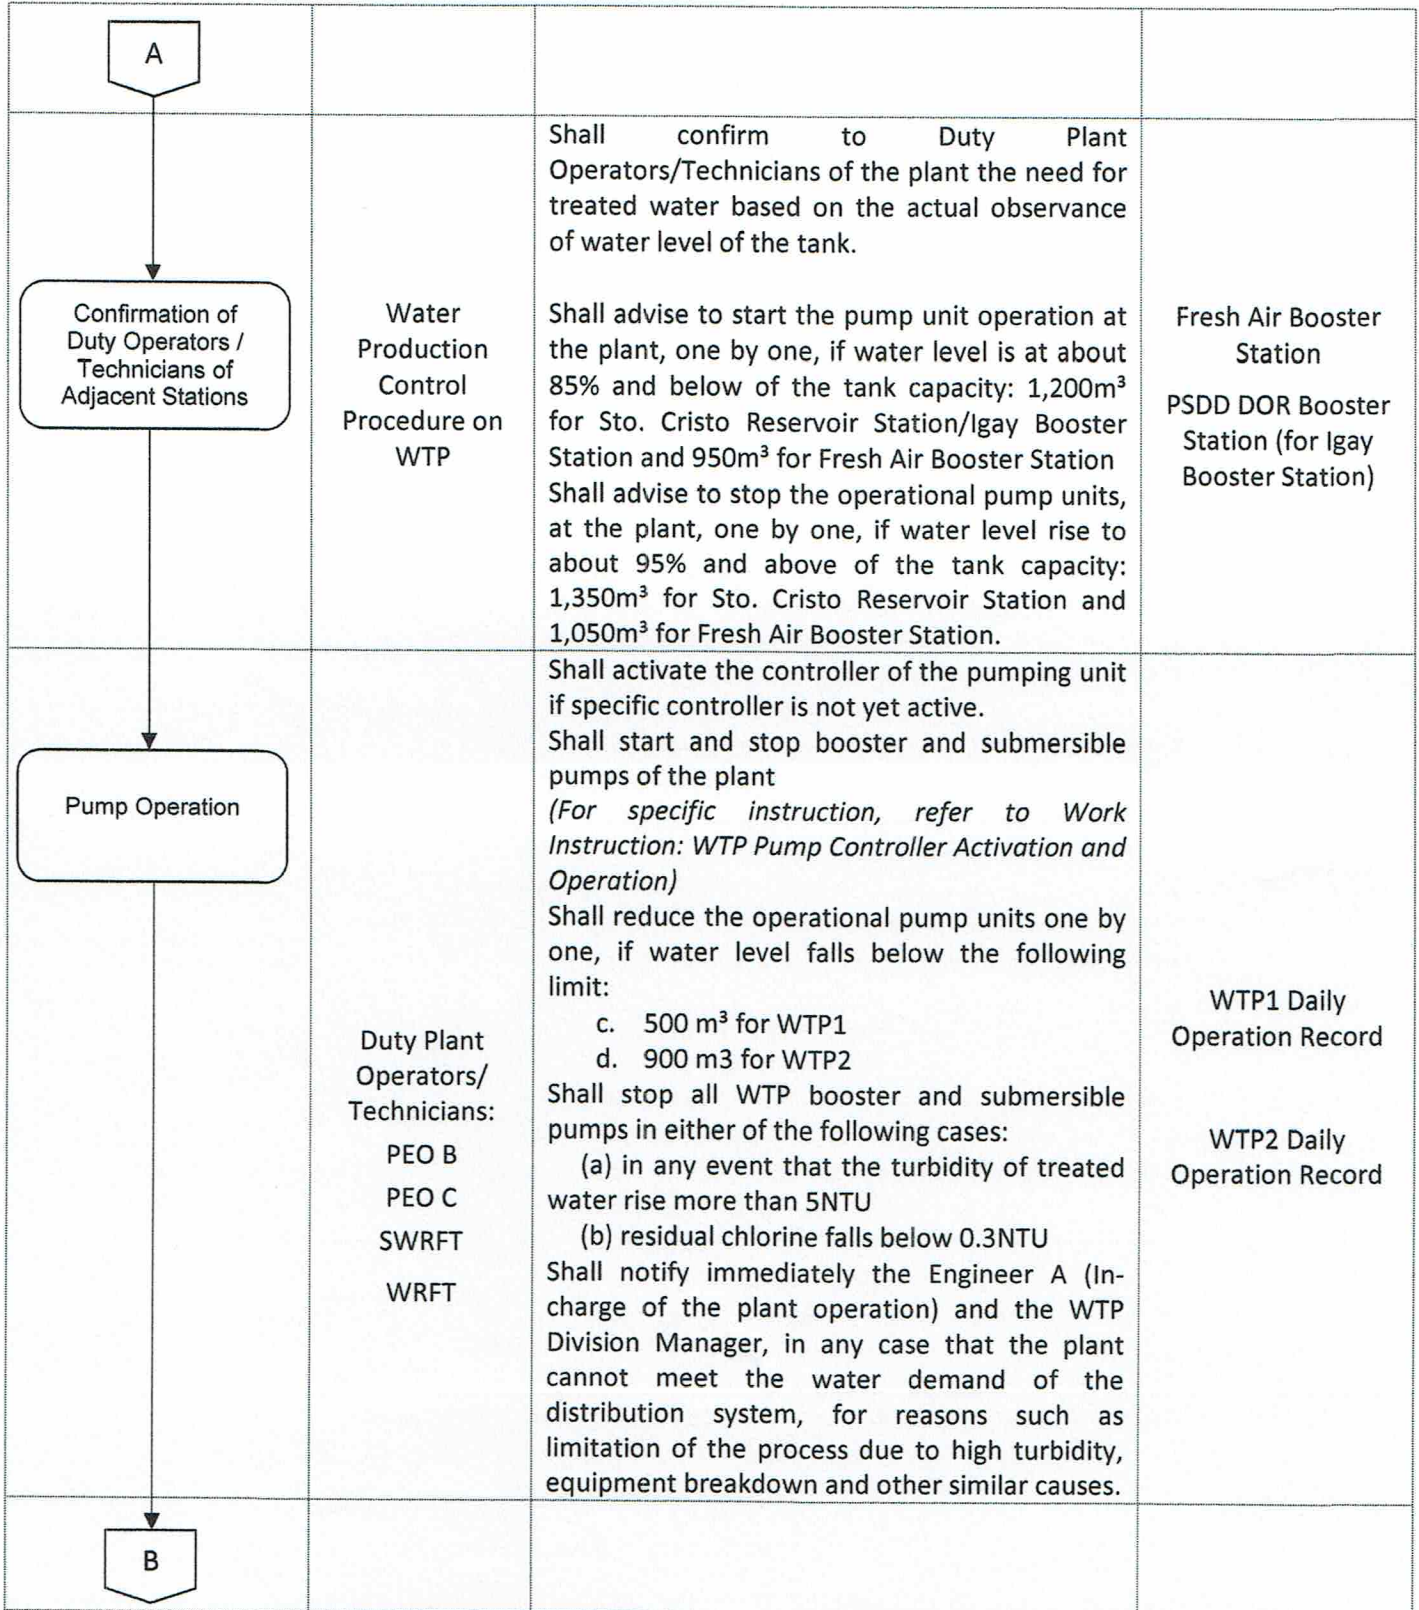 A
Confirmation of
Duty Operators /
Technicians of
Adjacent Stations
Water
Production
Control
Procedure on
WTP
Shall confirm to Duty Plant
Operators/Technicians of the plant the need for
treated water based on the actual observance
of water level of the tank.
Shall advise to start the pump unit operation at
the plant, one by one, if water level is at about
85% and below of the tank capacity: 1,200m³
for Sto. Cristo Reservoir Station/Igay Booster
Station and 950m³ for Fresh Air Booster Station
Shall advise to stop the operational pump units,
at the plant, one by one, if water level rise to
about 95% and above of the tank capacity:
1,350m³ for Sto. Cristo Reservoir Station and
1,050m³ for Fresh Air Booster Station.
Fresh Air Booster
Station
PSDD DOR Booster
Station (for Igay
Booster Station)
Pump Operation
Duty Plant
Operators/
Technicians:
PEO B
PEO C
SWRFT
WRFT
Shall activate the controller of the pumping unit
if specific controller is not yet active.
Shall start and stop booster and submersible
pumps of the plant
(For specific instruction, refer to Work
Instruction: WTP Pump Controller Activation and
Operation)
Shall reduce the operational pump units one by
one, if water level falls below the following
limit:
c. 500 m³ for WTP1
d. 900 m3 for WTP2
Shall stop all WTP booster and submersible
pumps in either of the following cases:
(a) in any event that the turbidity of treated
water rise more than 5NTU
(b) residual chlorine falls below 0.3NTU
Shall notify immediately the Engineer A (In-
charge of the plant operation) and the WTP
Division Manager, in any case that the plant
cannot meet the water demand of the
distribution system, for reasons such as
limitation of the process due to high turbidity,
equipment breakdown and other similar causes.
WTP1 Daily
Operation Record
WTP2 Daily
Operation Record
B